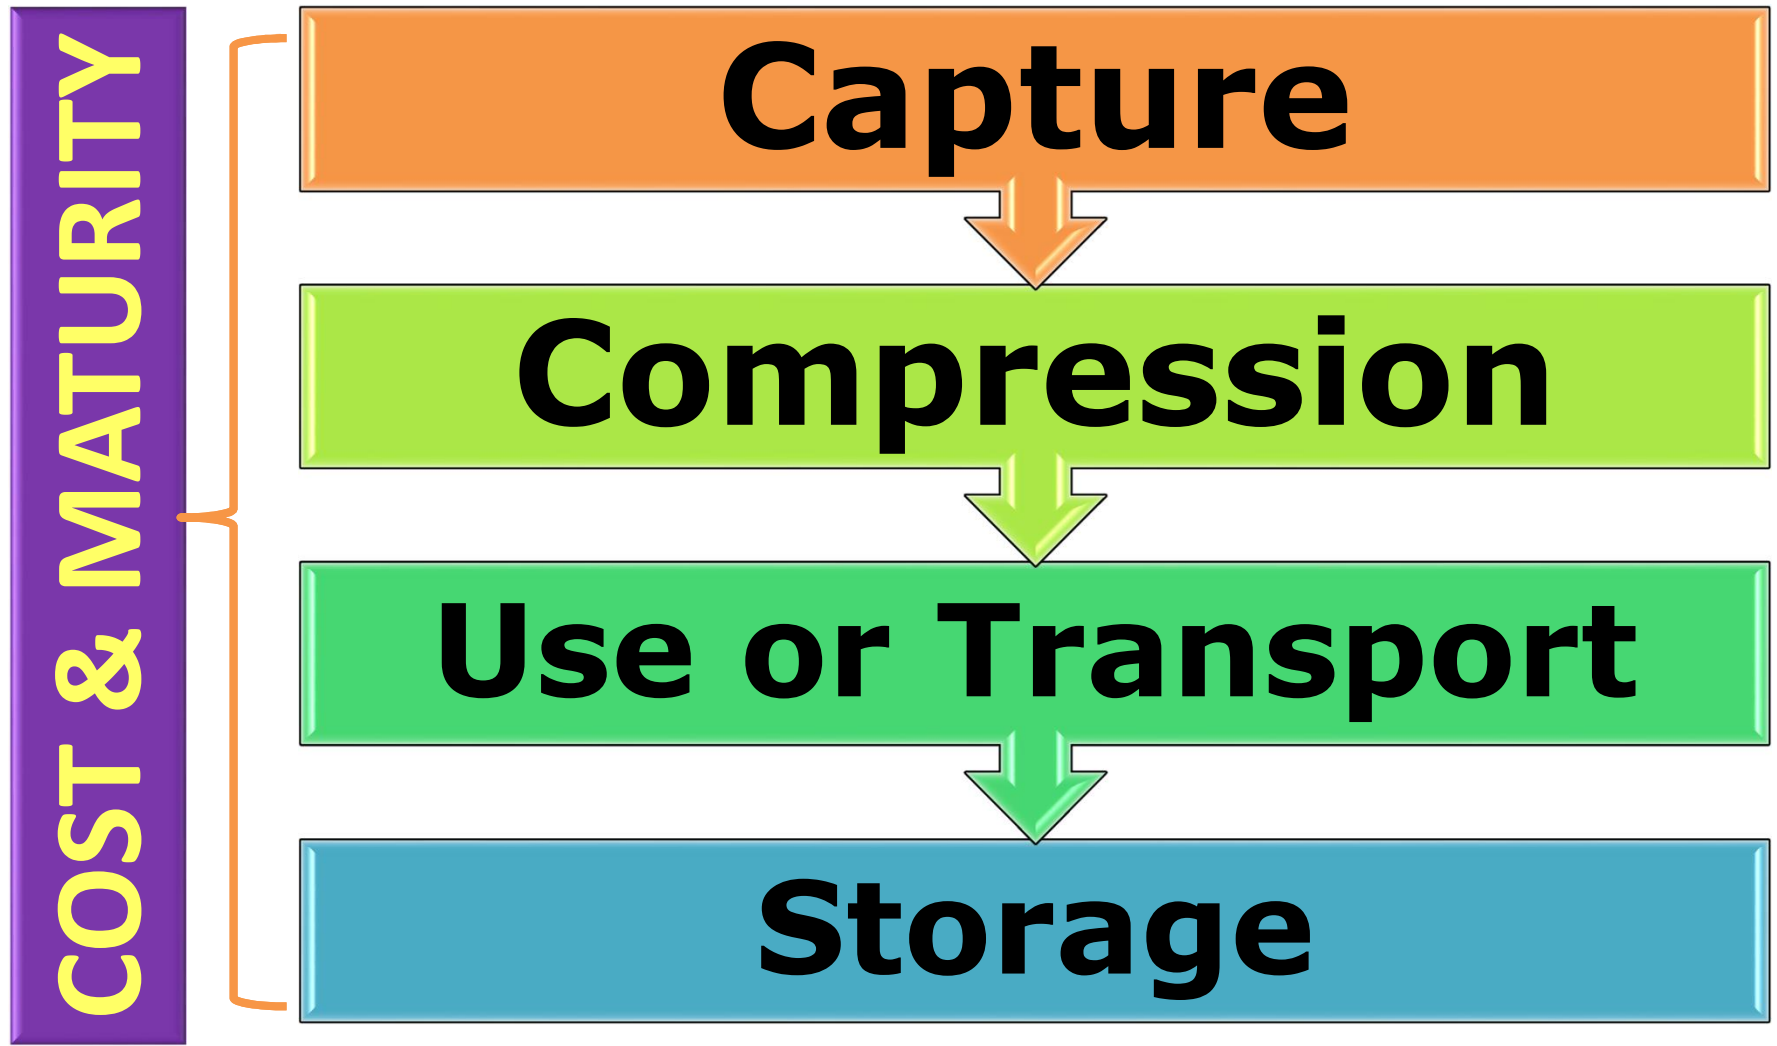 COST & MATURITY
Capture
Compression
Use or Transport
Storage